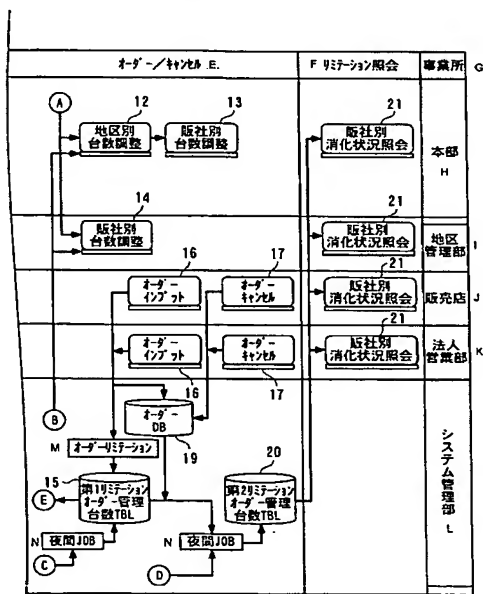 オーダー/キャンセル .E.
F リミテーション照会
事業所
G
A
12
13
21
地区別
台数調整
販社別
台数調整
販社別
消化状況照会
本部
H
14
21
販社別
台数調整
販社別
消化状況照会
地区
管理部
I
16
17
21
オーダー
インプット
オーダー
キャンセル
販社別
消化状況照会
販売店
J
オーダー
インプット
オーダー
キャンセル
21
販社別
消化状況照会
法人
営業部
K
16
17
B
オーダー
DB
19
M オーダーリミテーション
20
15
第1リミテーション
オーダー管理
台数TBL
第2リミテーション
オーダー管理
台数TBL
E
N 夜間JOB
N 夜間JOB
C
D
システム管理部
L